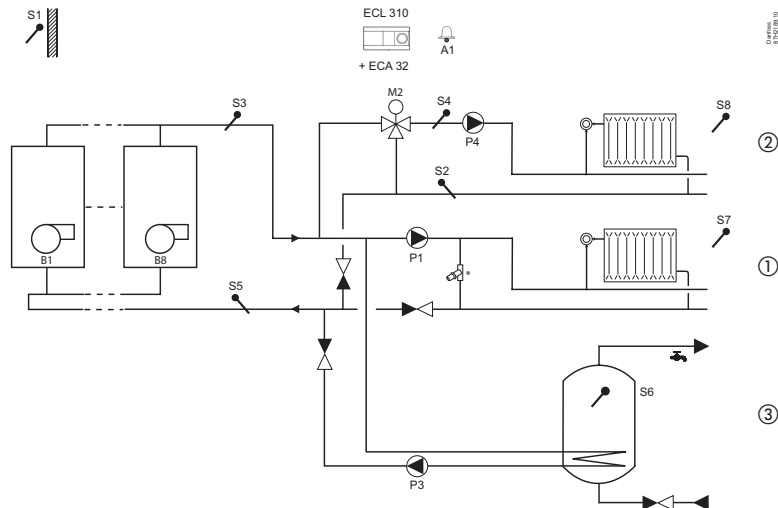 S1
ECL 310
A1
+ ECA 32
Danfoss
87H2189.10
M2
S3
S4
S8
P4
2
S2
S7
B1
B8
P1
*
1
S5
S6
3
P3